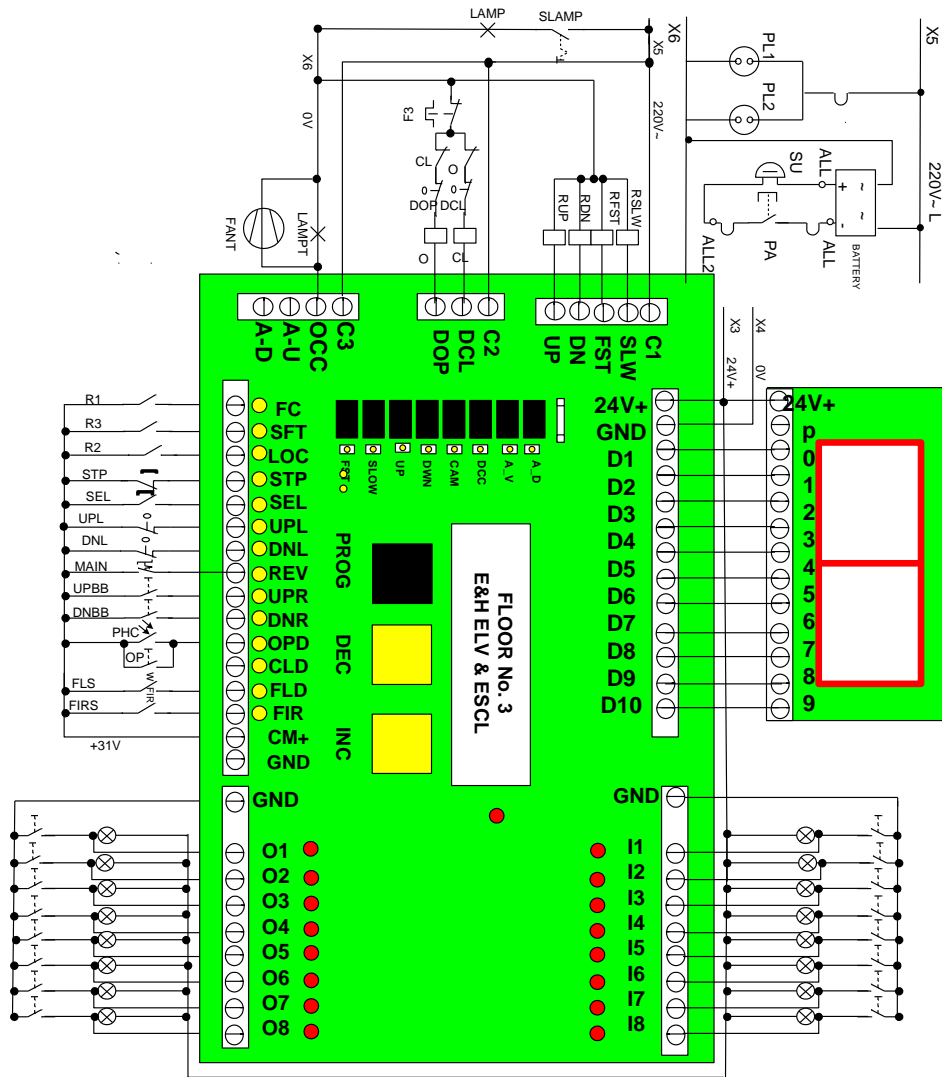 LAMP
SLAMP
X6
0V
X5
220V~
X6
X5
PL1
PL2
220V~ L
F3
CL
O
DOP
DCL
O
CL
RUP
RDN
RFST
RSLW
FANT
LAMPT
SU
ALL
+
~
~
-
BATTERY
PA
ALL
ALL2
A-D
A-U
OCC
C3
DOP
DCL
C2
UP
DN
FST
SLW
C1
X3
24V+
X4
0V
R1
R3
R2
STP
SEL
UPL
DNL
MAIN
UPBB
DNBB
PHC
OP
FLS
W FIR
FIRS
+31V
FC
SFT
LOC
STP
SEL
UPL
DNL
REV
UPR
DNR
OPD
CLD
FLD
FIR
CM+
GND
FST
SLOW
UP
DWN
CAM
DCC
A_V
A_D
PROG
DEC
INC
FLOOR No. 3
E&H ELV & ESCL
24V+
GND
D1
D2
D3
D4
D5
D6
D7
D8
D9
D10
24V+
p
0
1
2
3
4
5
6
7
8
9
GND
O1
O2
O3
O4
O5
O6
O7
O8
GND
I1
I2
I3
I4
I5
I6
I7
I8